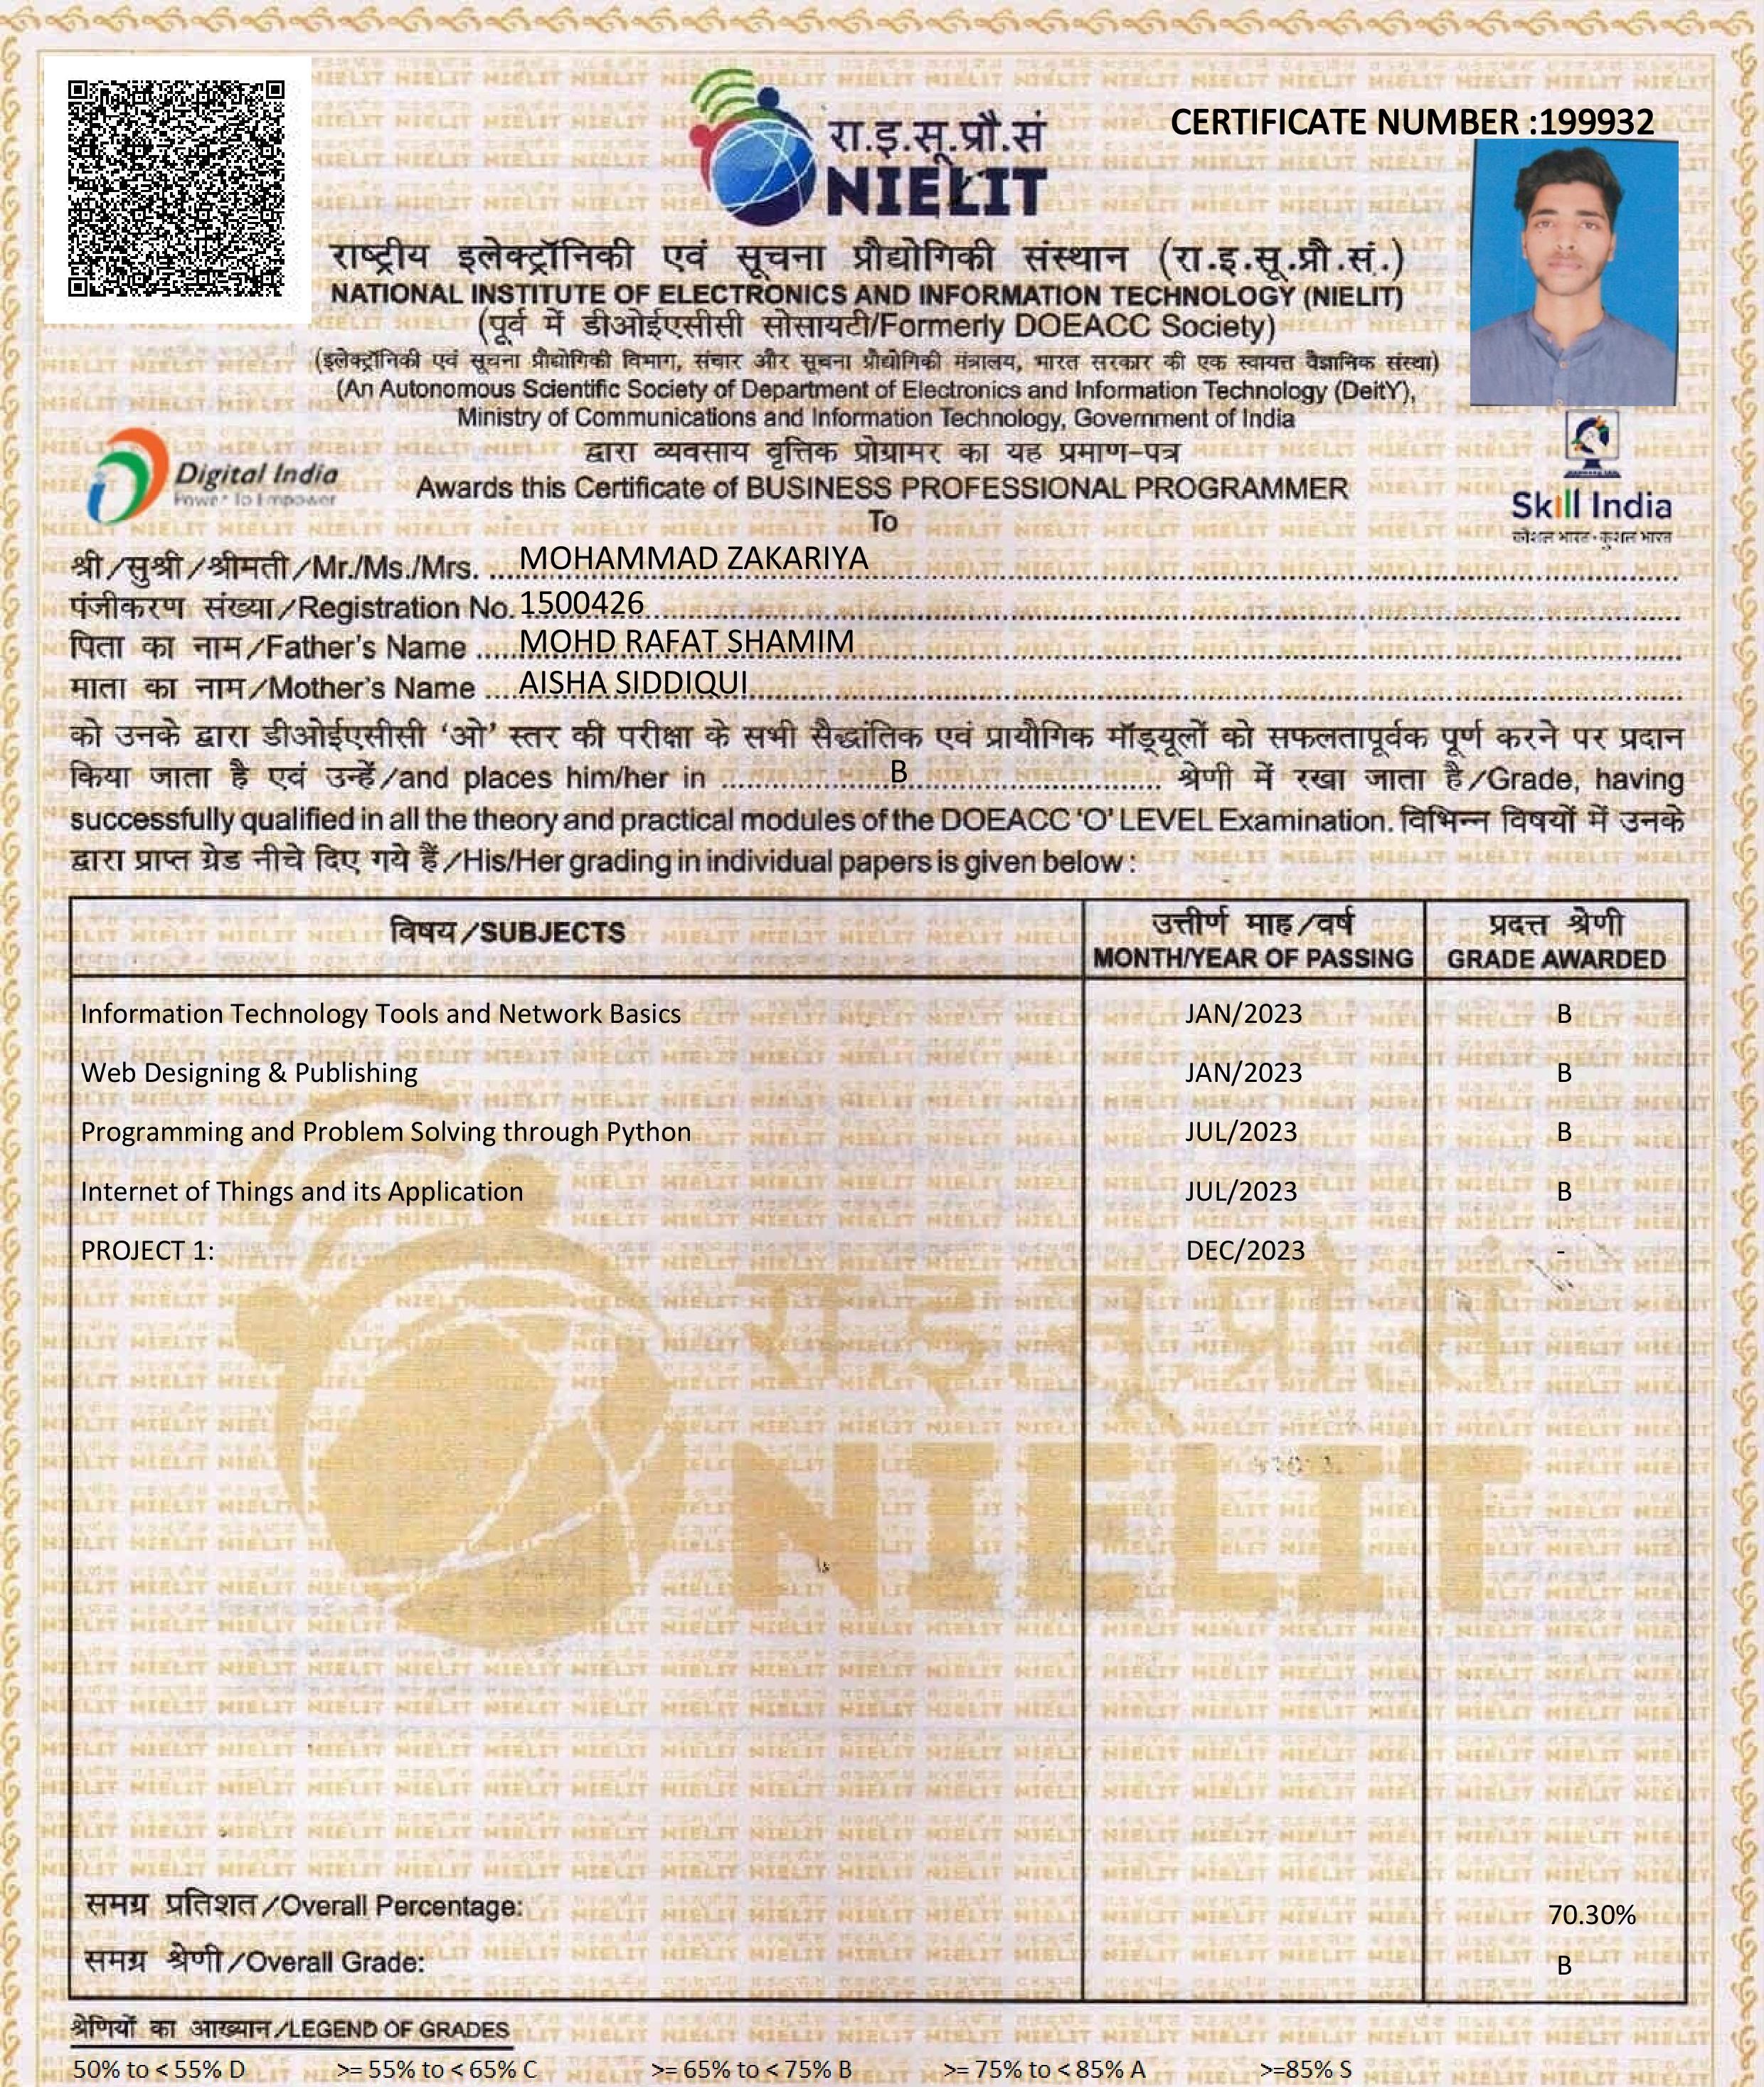 CERTIFICATE NUMBER :199932
रा.इ.सू.प्रौ.सं
NIELIT
राष्ट्रीय इलेक्ट्रॉनिकी एवं सूचना प्रौद्योगिकी संस्थान (रा.इ.सू.प्रौ.सं.)
NATIONAL INSTITUTE OF ELECTRONICS AND INFORMATION TECHNOLOGY (NIELIT)
(पूर्व में डीओईएसीसी सोसायटी/Formerly DOEACC Society)
(इलेक्ट्रॉनिकी एवं सूचना प्रौद्योगिकी विभाग, संचार और सूचना प्रौद्योगिकी मंत्रालय, भारत सरकार की एक स्वायत्त वैज्ञानिक संस्था)
(An Autonomous Scientific Society of Department of Electronics and Information Technology (DeitY),
Ministry of Communications and Information Technology, Government of India
द्वारा व्यवसाय वृत्तिक प्रोग्रामर का यह प्रमाण-पत्र
Digital India
Power To Empower
Awards this Certificate of BUSINESS PROFESSIONAL PROGRAMMER
To
Skill India
कौशल भारत-कुशल भारत
श्री/सुश्री/श्रीमती/Mr./Ms./Mrs. MOHAMMAD ZAKARIYA
पंजीकरण संख्या/Registration No. 1500426
पिता का नाम/Father's Name MOHD RAFAT SHAMIM
माता का नाम/Mother's Name AISHA SIDDIQUI
को उनके द्वारा डीओईएसीसी 'ओ' स्तर की परीक्षा के सभी सैद्धांतिक एवं प्रायौगिक मॉड्यूलों को सफलतापूर्वक पूर्ण करने पर प्रदान
किया जाता है एवं उन्हें/and places him/her in B श्रेणी में रखा जाता है/Grade, having
successfully qualified in all the theory and practical modules of the DOEACC 'O' LEVEL Examination. विभिन्न विषयों में उनके
द्वारा प्राप्त ग्रेड नीचे दिए गये हैं/His/Her grading in individual papers is given below :
विषय/SUBJECTS उत्तीर्ण माह/वर्ष MONTH/YEAR OF PASSING प्रदत्त श्रेणी GRADE AWARDED
Information Technology Tools and Network Basics JAN/2023 B
Web Designing & Publishing JAN/2023 B
Programming and Problem Solving through Python JUL/2023 B
Internet of Things and its Application JUL/2023 B
PROJECT 1: DEC/2023 -
रा.इ.सू.प्रौ.सं
NIELIT
समग्र प्रतिशत/Overall Percentage: 70.30%
समग्र श्रेणी/Overall Grade: B
श्रेणियों का आख्यान/LEGEND OF GRADES
50% to < 55% D >= 55% to < 65% C >= 65% to < 75% B >= 75% to < 85% A >=85% S